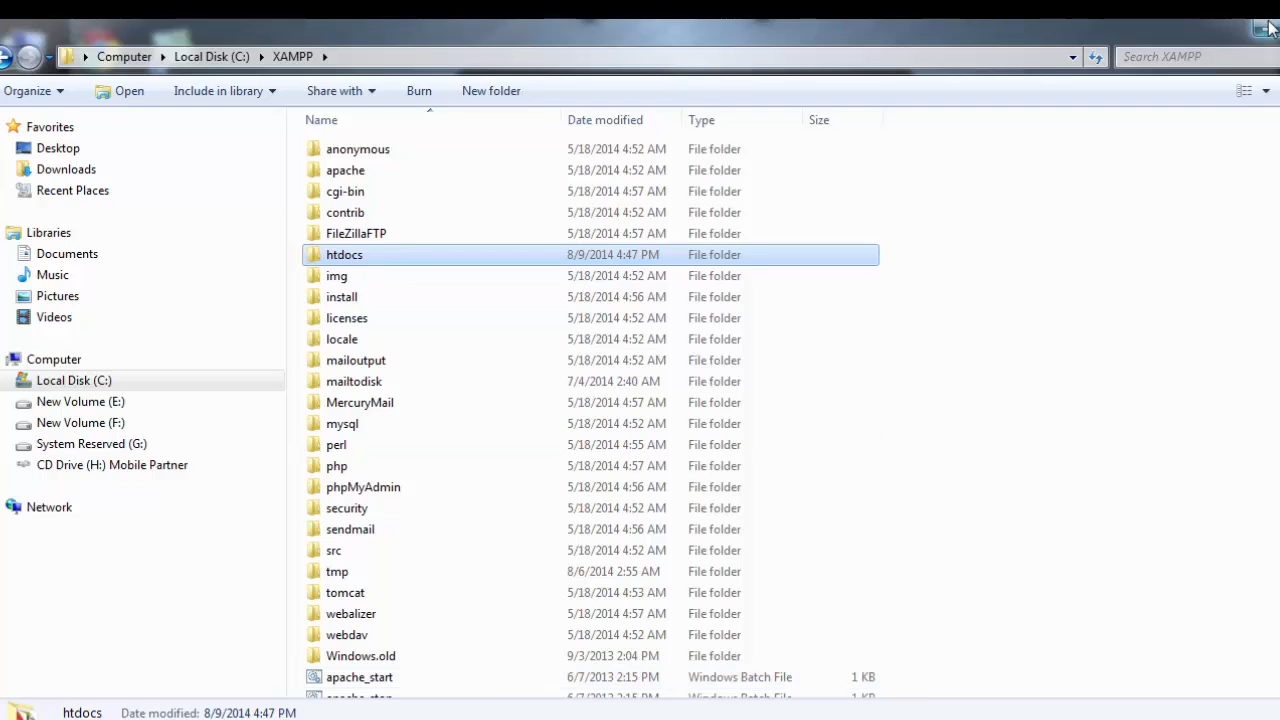 Computer Local Disk (C:) XAMPP Search XAMPP
Organize Open Include in library Share with Burn New folder
Name Date modified Type Size
Favorites
Desktop
Downloads
Recent Places
Libraries
Documents
Music
Pictures
Videos
Computer
Local Disk (C:)
New Volume (E:)
New Volume (F:)
System Reserved (G:)
CD Drive (H:) Mobile Partner
Network
anonymous 5/18/2014 4:52 AM File folder
apache 5/18/2014 4:52 AM File folder
cgi-bin 5/18/2014 4:57 AM File folder
contrib 5/18/2014 4:52 AM File folder
FileZillaFTP 5/18/2014 4:57 AM File folder
htdocs 8/9/2014 4:47 PM File folder
img 5/18/2014 4:52 AM File folder
install 5/18/2014 4:56 AM File folder
licenses 5/18/2014 4:52 AM File folder
locale 5/18/2014 4:52 AM File folder
mailoutput 5/18/2014 4:52 AM File folder
mailtodisk 7/4/2014 2:40 AM File folder
MercuryMail 5/18/2014 4:57 AM File folder
mysql 5/18/2014 4:52 AM File folder
perl 5/18/2014 4:55 AM File folder
php 5/18/2014 4:57 AM File folder
phpMyAdmin 5/18/2014 4:56 AM File folder
security 5/18/2014 4:52 AM File folder
sendmail 5/18/2014 4:56 AM File folder
src 5/18/2014 4:52 AM File folder
tmp 8/6/2014 2:55 AM File folder
tomcat 5/18/2014 4:53 AM File folder
webalizer 5/18/2014 4:57 AM File folder
webdav 5/18/2014 4:52 AM File folder
Windows.old 9/3/2013 2:04 PM File folder
apache_start 6/7/2013 2:15 PM Windows Batch File 1 KB
apache_stop 6/7/2013 2:15 PM Windows Batch File 1 KB
htdocs Date modified: 8/9/2014 4:47 PM